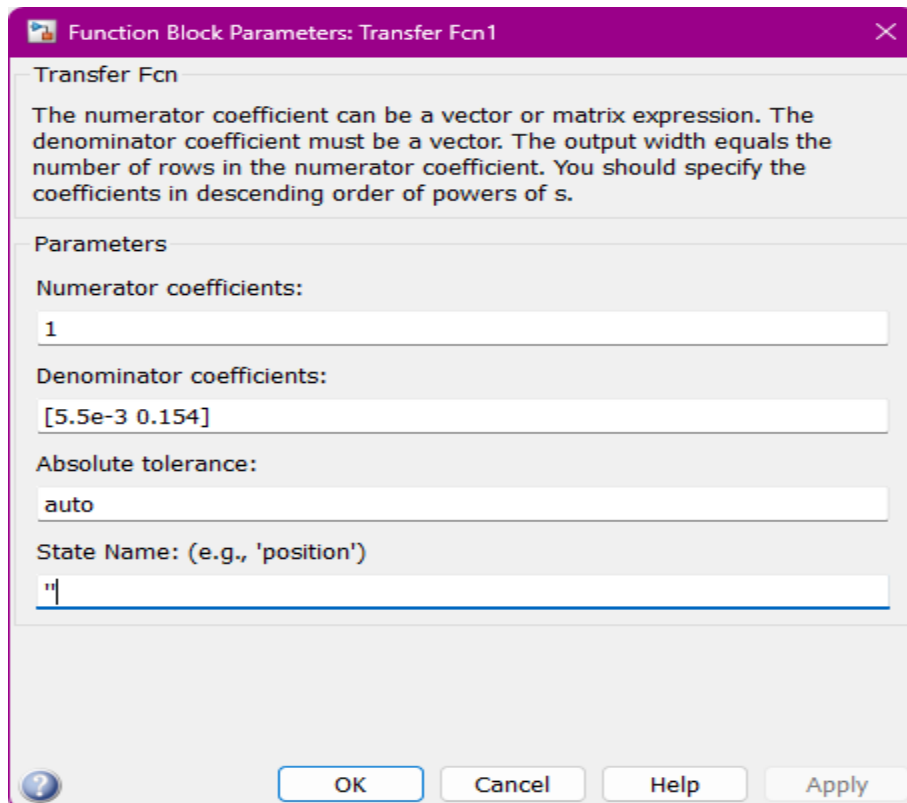 Function Block Parameters: Transfer Fcn1
Transfer Fcn
The numerator coefficient can be a vector or matrix expression. The
denominator coefficient must be a vector. The output width equals the
number of rows in the numerator coefficient. You should specify the
coefficients in descending order of powers of s.
Parameters
Numerator coefficients:
1
Denominator coefficients:
[5.5e-3 0.154]
Absolute tolerance:
auto
State Name: (e.g., 'position')
''
OK Cancel Help Apply